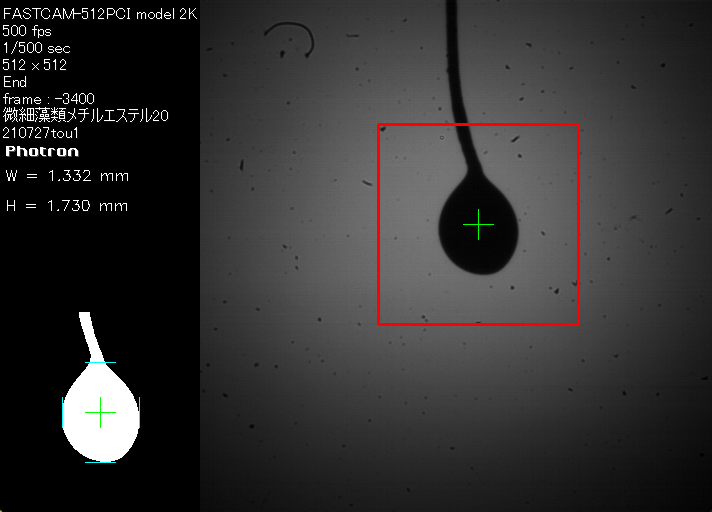 FASTCAM-512PCI model 2K
500 fps
1/500 sec
512 x 512
End
frame : -3400
微細藻類メチルエステル20
210727tou1
Photron
W = 1.332 mm
H = 1.730 mm